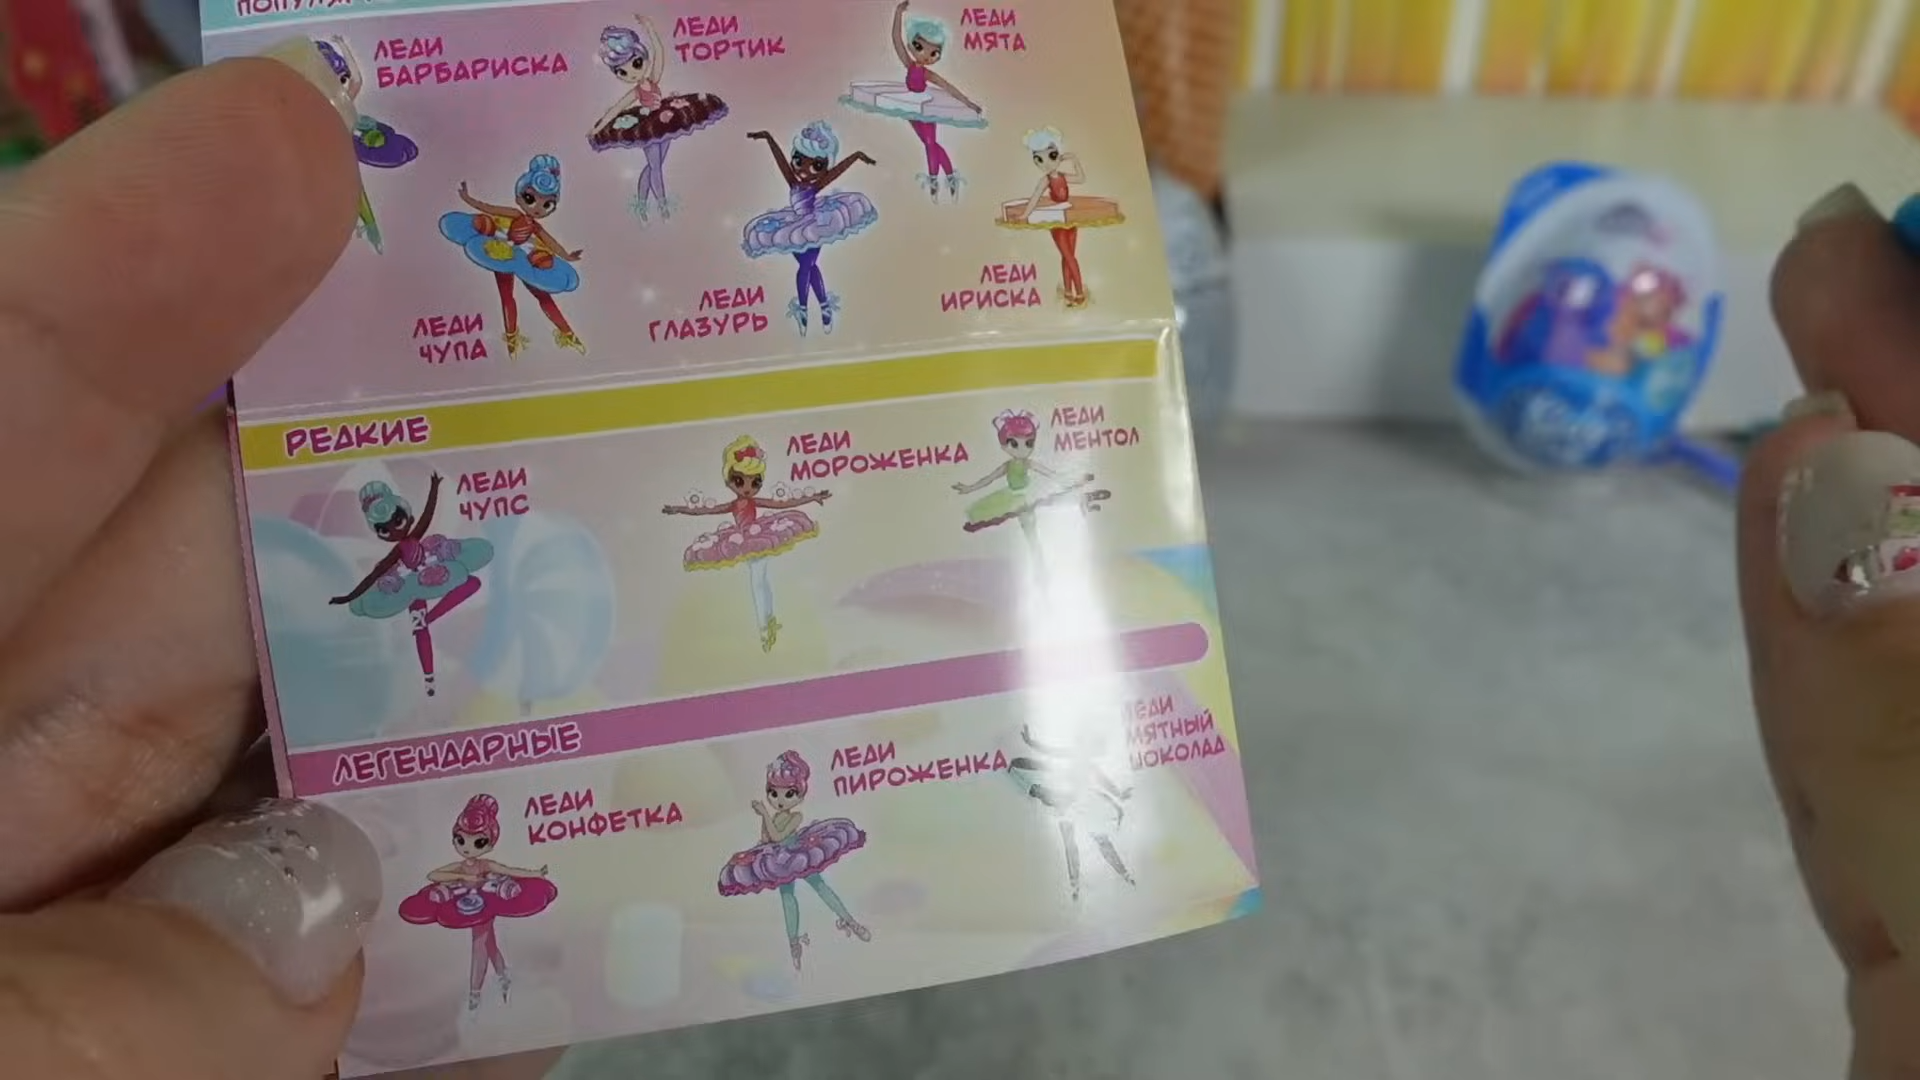 ЛЕДИ
БАРБАРИСКА
ЛЕДИ
ТОРТИК
ЛЕДИ
МЯТА
ЛЕДИ
ЧУПА
ЛЕДИ
ГЛАЗУРЬ
ЛЕДИ
ИРИСКА
РЕДКИЕ
ЛЕДИ
ЧУПС
ЛЕДИ
МОРОЖЕНКА
ЛЕДИ
МЕНТОЛ
ЛЕГЕНДАРНЫЕ
ЛЕДИ
КОНФЕТКА
ЛЕДИ
ПИРОЖЕНКА
ЛЕДИ
МЯТНЫЙ
ШОКОЛАД